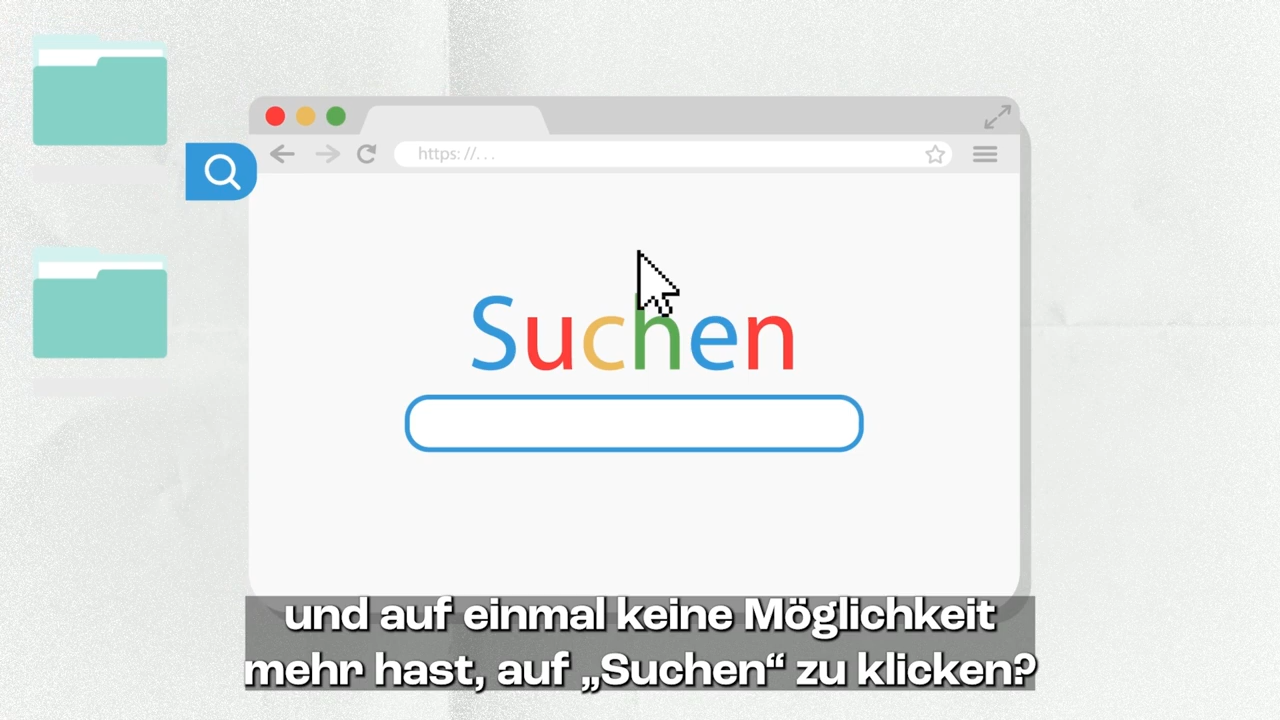 https: //. . .
Suchen
und auf einmal keine Möglichkeit
mehr hast, auf „Suchen“ zu klicken?